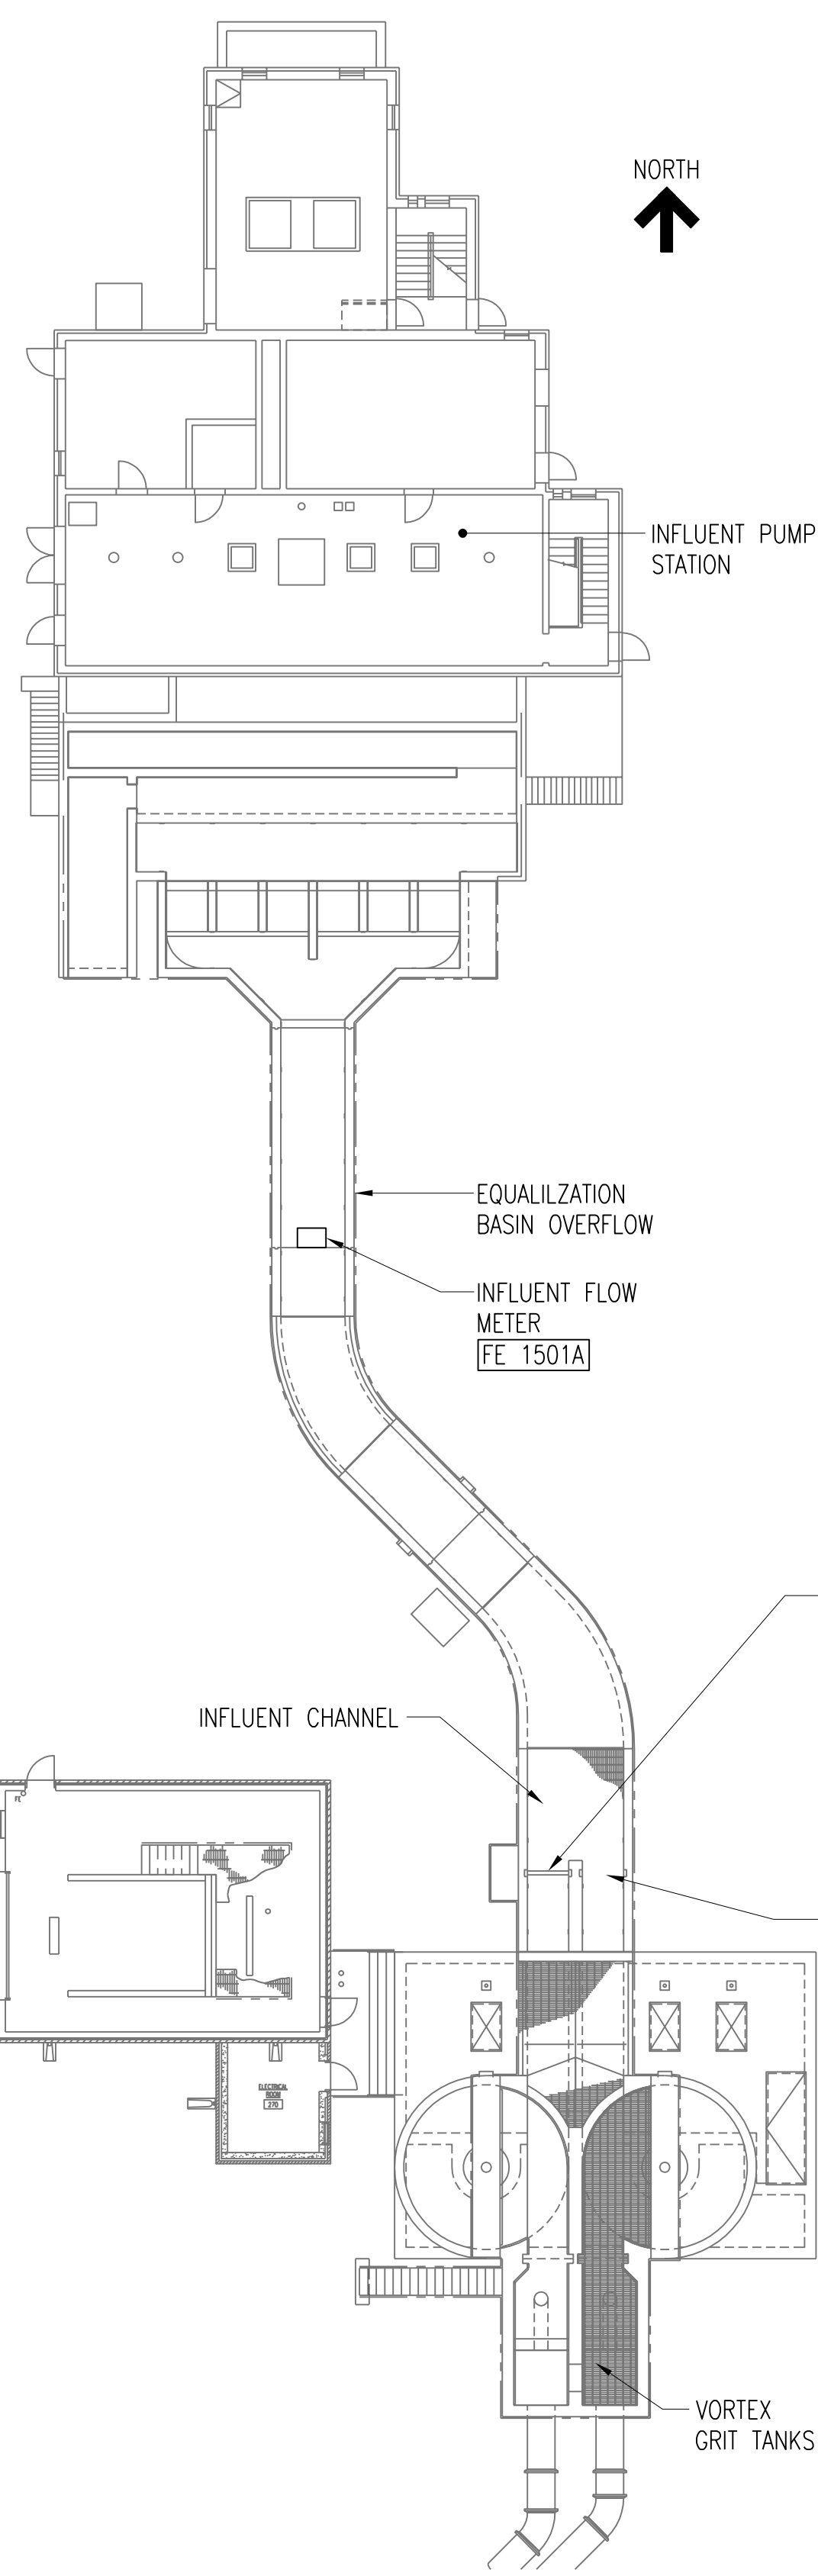 NORTH
INFLUENT PUMP
STATION
EQUALILZATION
BASIN OVERFLOW
INFLUENT FLOW
METER
FE 1501A
INFLUENT CHANNEL
FE
ELECTRICAL
ROOM
270
VORTEX
GRIT TANKS